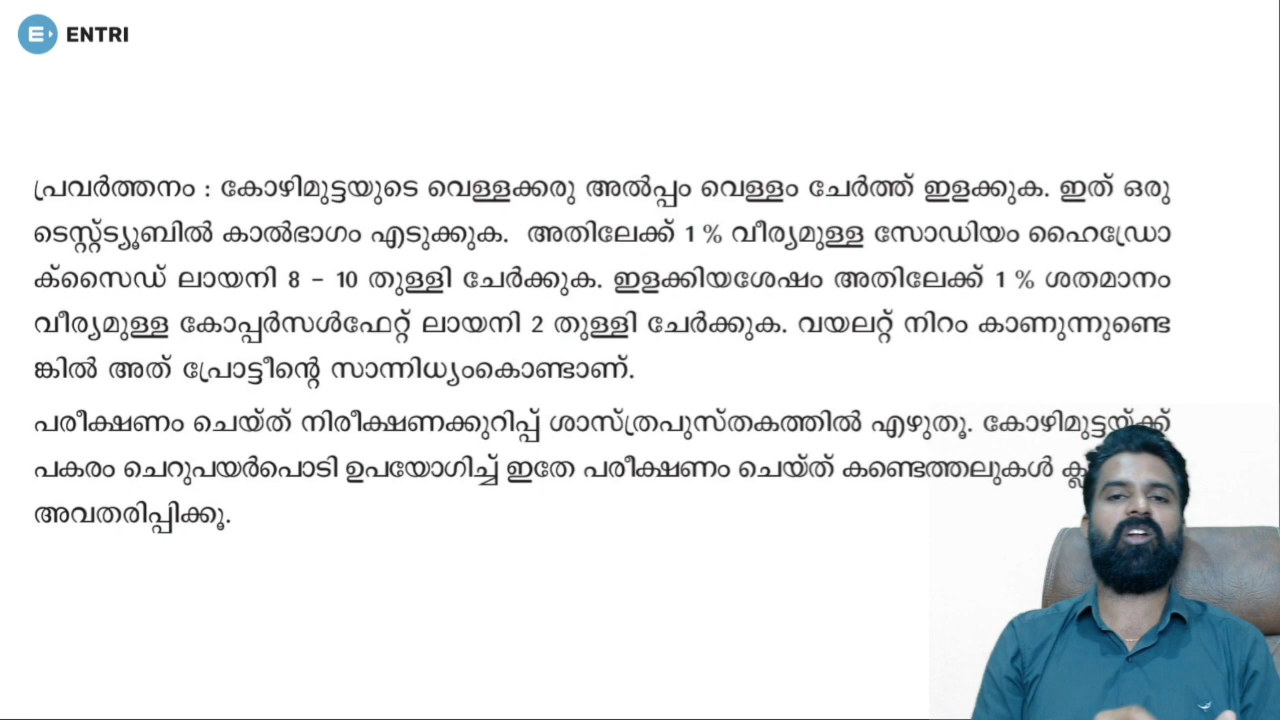 ENTRI
പ്രവർത്തനം : കോഴിമുട്ടയുടെ വെള്ളക്കരു അൽപ്പം വെള്ളം ചേർത്ത് ഇളക്കുക. ഇത് ഒരു
ടെസ്റ്റ്ട്യൂബിൽ കാൽഭാഗം എടുക്കുക. അതിലേക്ക് 1 % വീര്യമുള്ള സോഡിയം ഹൈഡ്രോ
ക്സൈഡ് ലായനി 8 – 10 തുള്ളി ചേർക്കുക. ഇളക്കിയശേഷം അതിലേക്ക് 1 % ശതമാനം
വീര്യമുള്ള കോപ്പർസൾഫേറ്റ് ലായനി 2 തുള്ളി ചേർക്കുക. വയലറ്റ് നിറം കാണുന്നുണ്ടെ
ങ്കിൽ അത് പ്രോട്ടീന്റെ സാന്നിധ്യംകൊണ്ടാണ്.
പരീക്ഷണം ചെയ്ത് നിരീക്ഷണക്കുറിപ്പ് ശാസ്ത്രപുസ്തകത്തിൽ എഴുതൂ. കോഴിമുട്ടയ്ക്ക്
പകരം ചെറുപയർപൊടി ഉപയോഗിച്ച് ഇതേ പരീക്ഷണം ചെയ്ത് കണ്ടെത്തലുകൾ
അവതരിപ്പിക്കൂ.